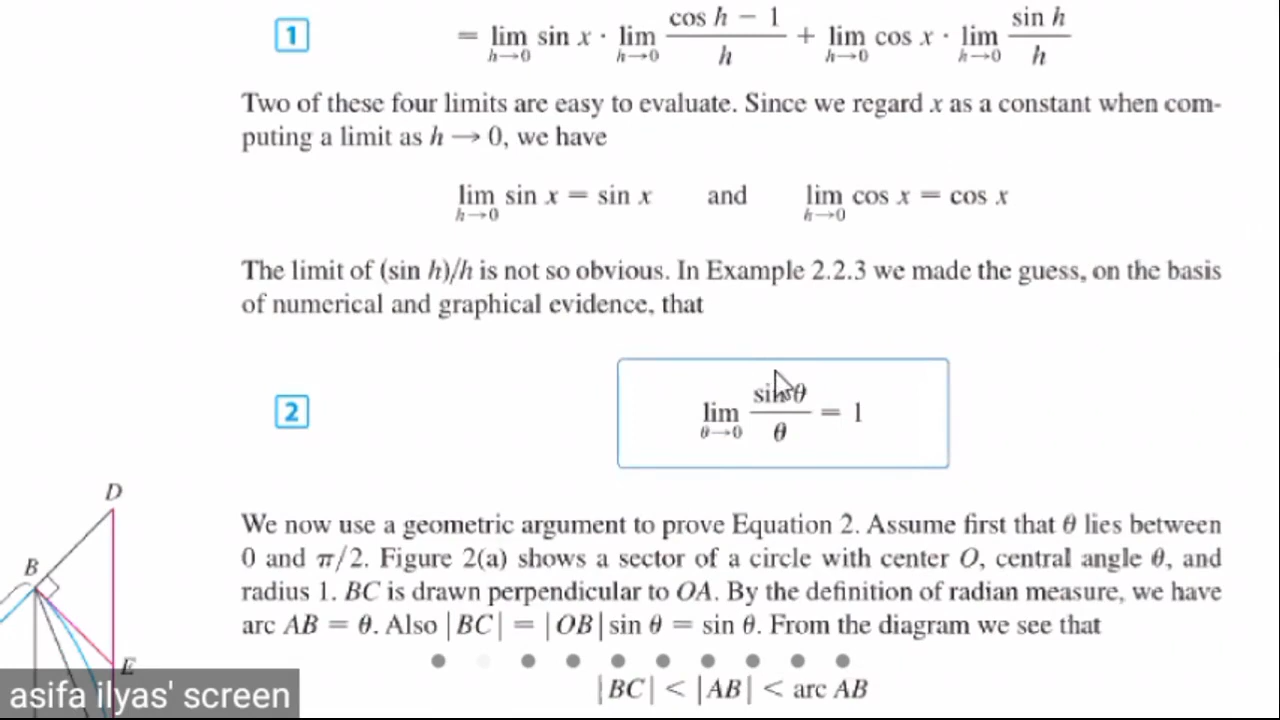 1 = lim h→0 sin x · lim h→0 (cos h − 1)/h + lim h→0 cos x · lim h→0 (sin h)/h
Two of these four limits are easy to evaluate. Since we regard x as a constant when com-
puting a limit as h → 0, we have
lim h→0 sin x = sin x and lim h→0 cos x = cos x
The limit of (sin h)/h is not so obvious. In Example 2.2.3 we made the guess, on the basis
of numerical and graphical evidence, that
2 lim θ→0 (sin θ)/θ = 1
D
We now use a geometric argument to prove Equation 2. Assume first that θ lies between
0 and π/2. Figure 2(a) shows a sector of a circle with center O, central angle θ, and
B
radius 1. BC is drawn perpendicular to OA. By the definition of radian measure, we have
arc AB = θ. Also |BC| = |OB| sin θ = sin θ. From the diagram we see that
E
|BC| < |AB| < arc AB
asifa ilyas' screen